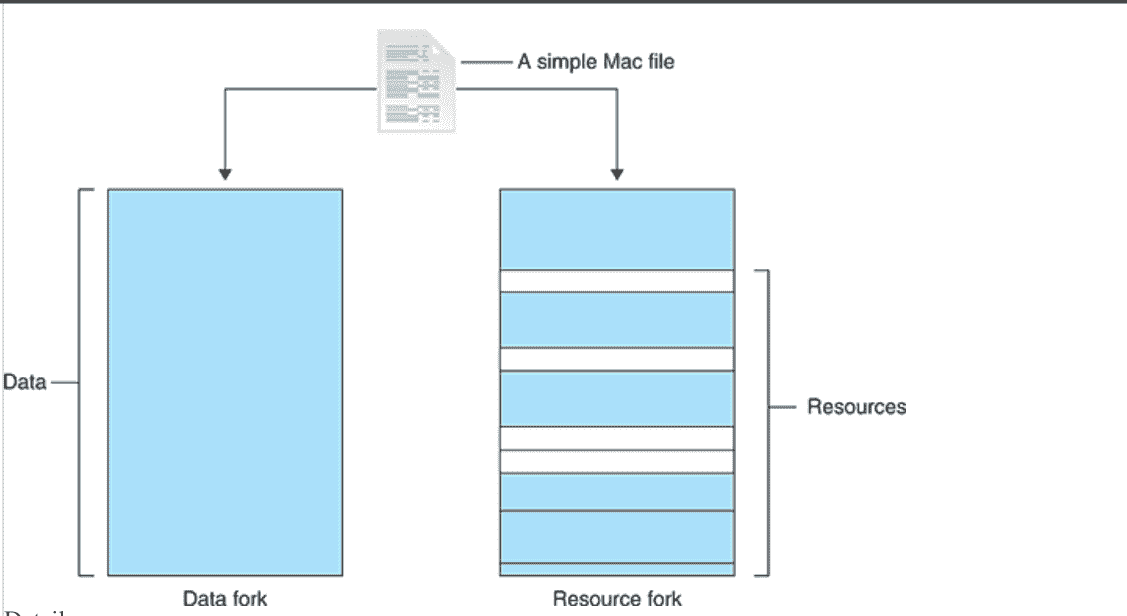 A simple Mac file
Data
Resources
Data fork
Resource fork